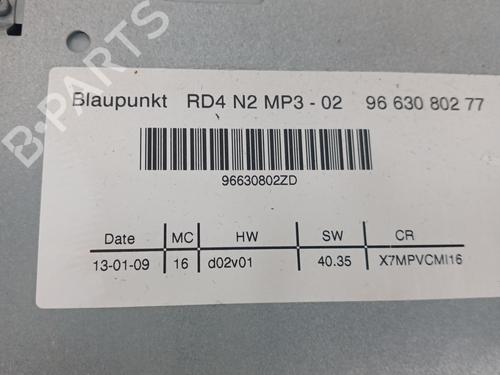 B-PARTS
Blaupunkt RD4 N2 MP3 - 02 96 630 802 77
96630802ZD
Date MC HW SW CR
13-01-09 16 d02v01 40.35 X7MPVCMI16